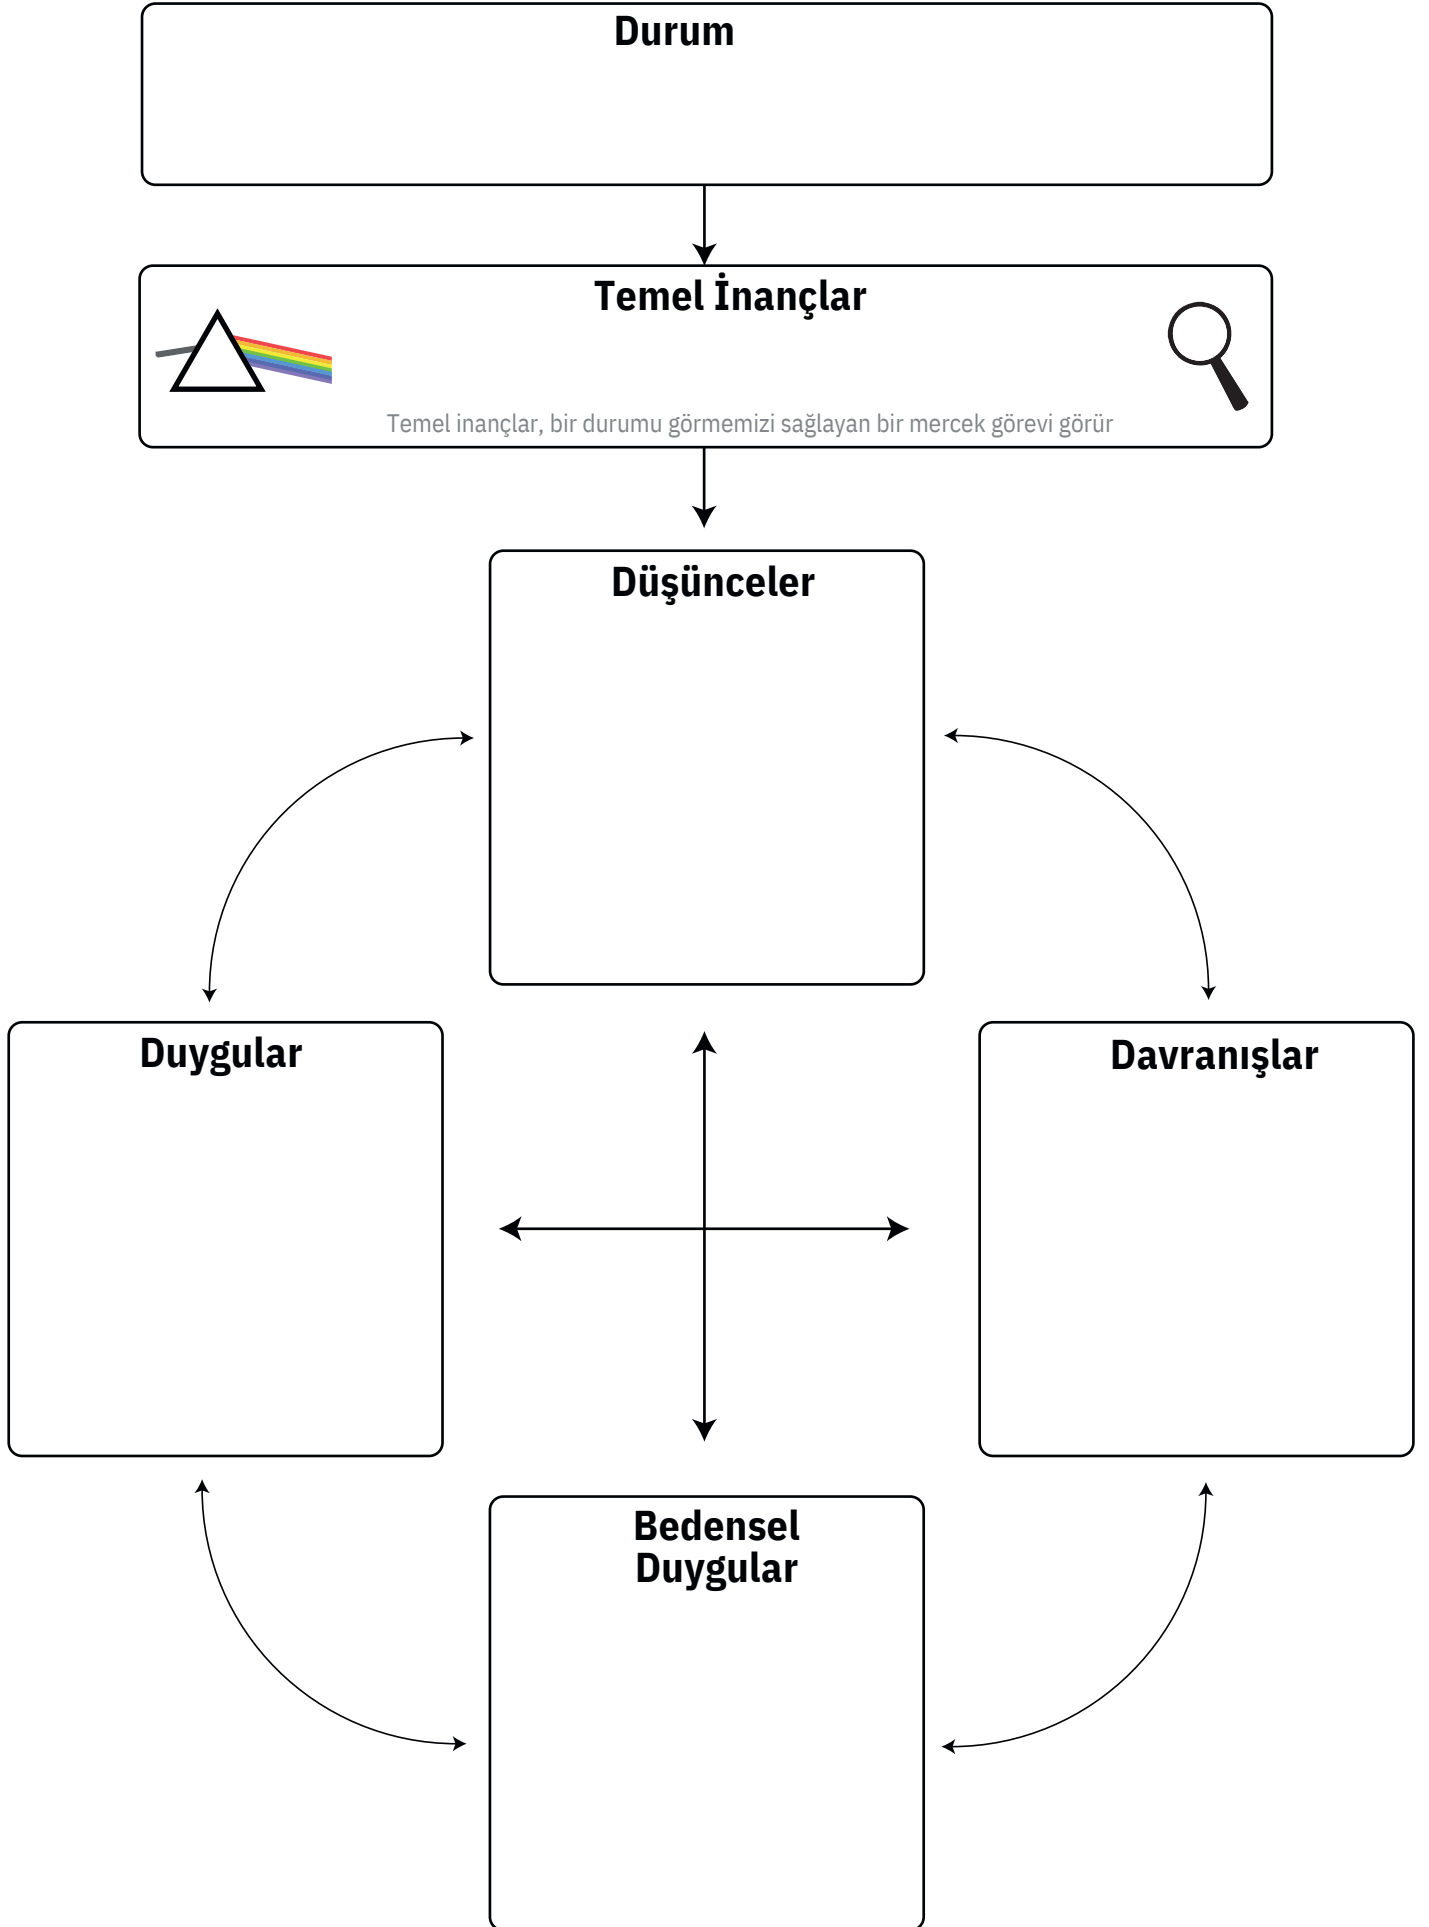 Durum
Temel İnançlar
Temel inançlar, bir durumu görmemizi sağlayan bir mercek görevi görür
Düşünceler
Duygular
Davranışlar
Bedensel
Duygular